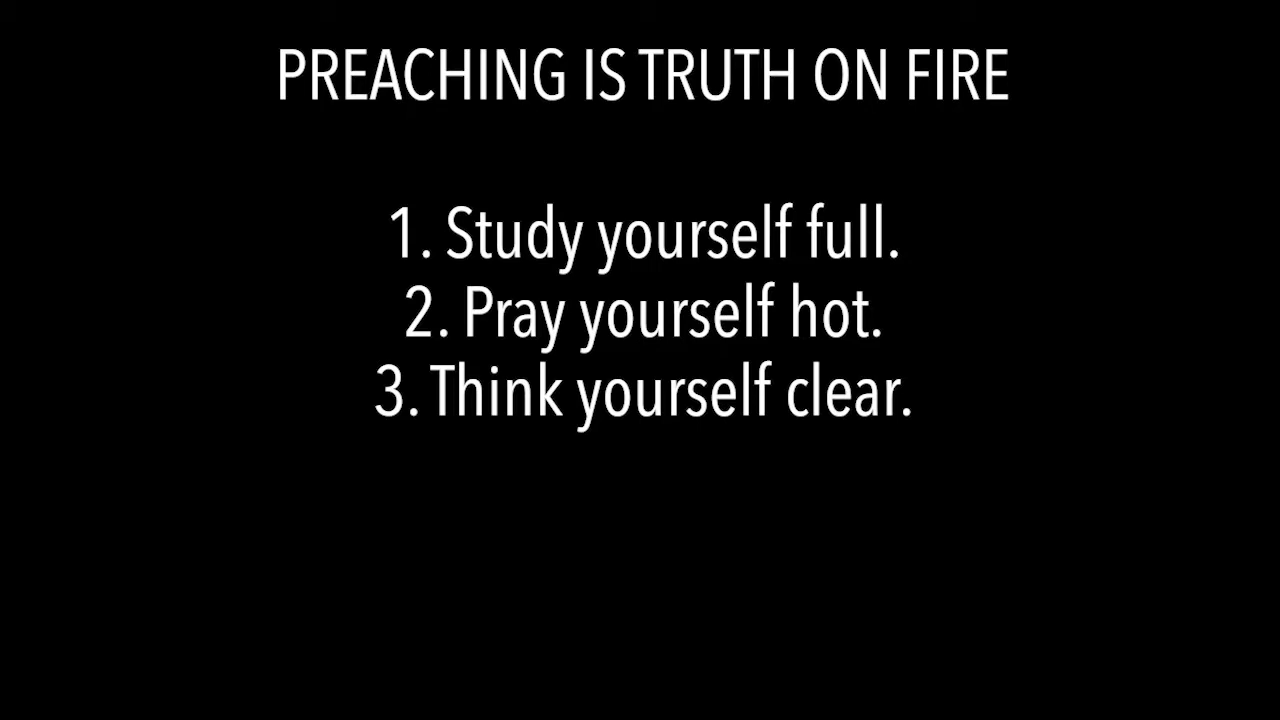 PREACHING IS TRUTH ON FIRE
1. Study yourself full.
2. Pray yourself hot.
3. Think yourself clear.